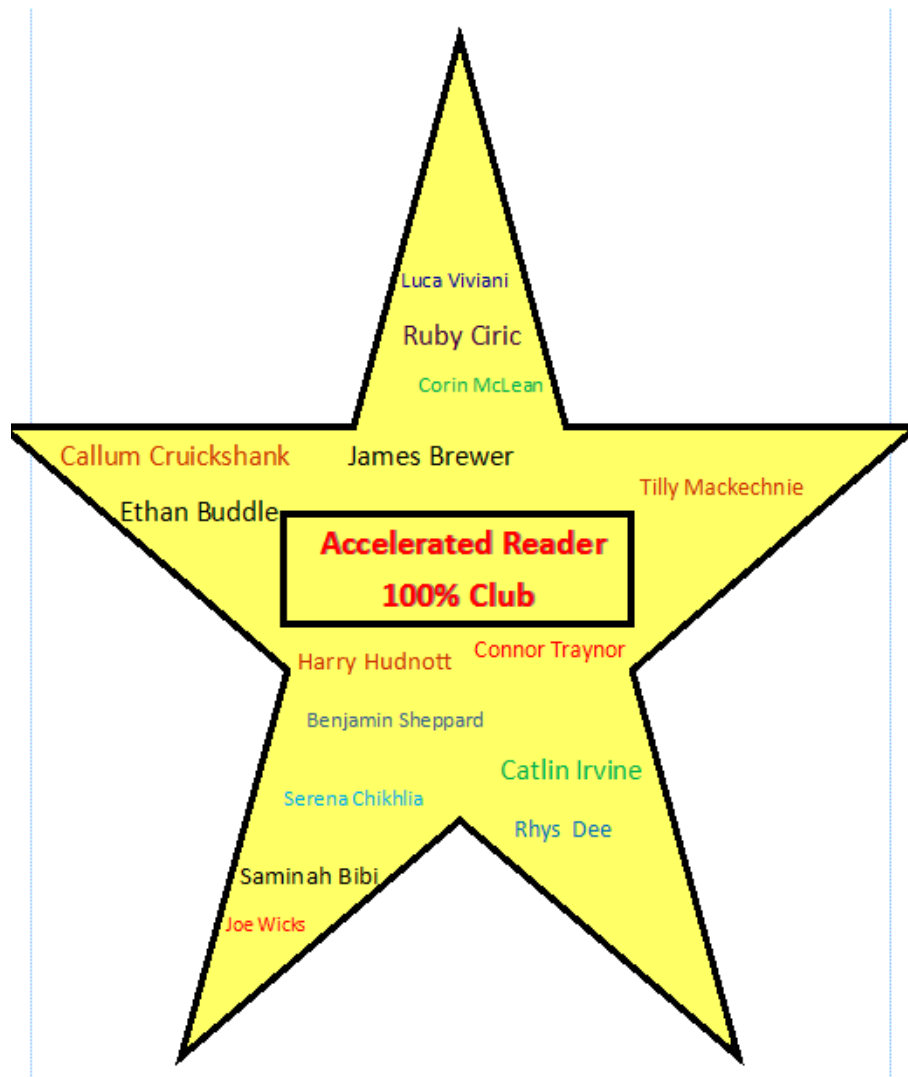 Luca Viviani
Ruby Ciric
Corin McLean
Callum Cruickshank
James Brewer
Tilly Mackechnie
Ethan Buddle
Accelerated Reader
100% Club
Harry Hudnott
Connor Traynor
Benjamin Sheppard
Catlin Irvine
Serena Chikhlia
Rhys Dee
Saminah Bibi
Joe Wicks